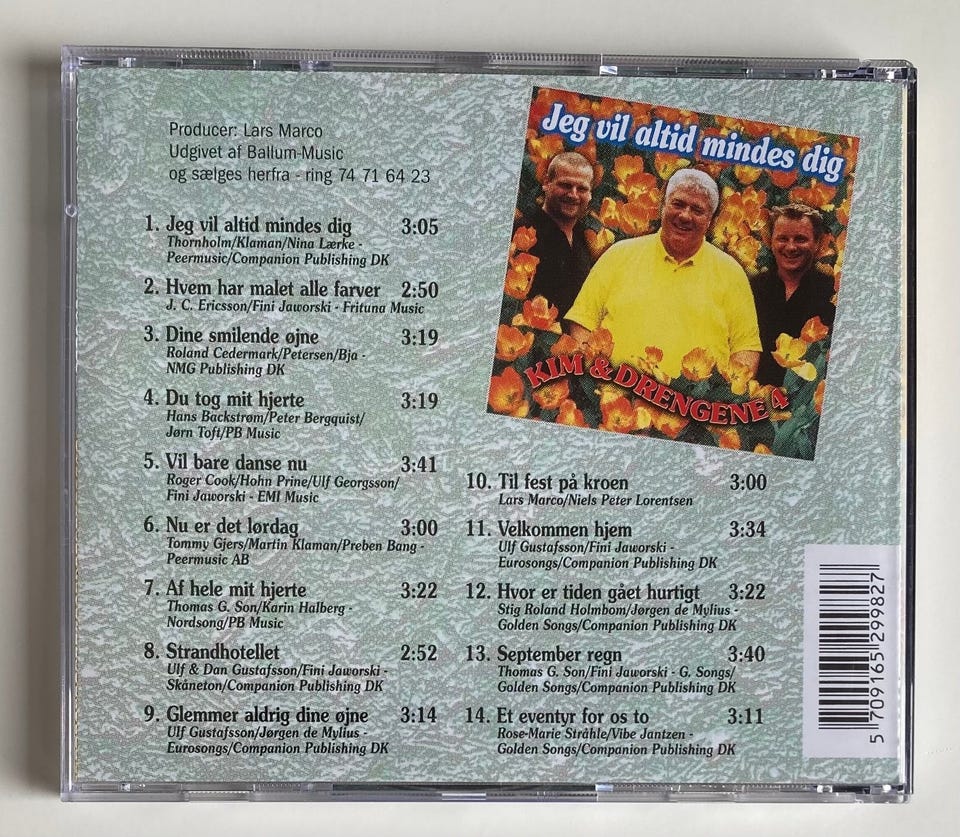 Producer: Lars Marco
Udgivet af Ballum-Music
og sælges herfra - ring 74 71 64 23
1. Jeg vil altid mindes dig 3:05
Thornholm/Klaman/Nina Lærke -
Peermusic/Companion Publishing DK
2. Hvem har malet alle farver 2:50
J. C. Ericsson/Fini Jaworski - Frituna Music
3. Dine smilende øjne 3:19
Roland Cedermark/Petersen/Bja -
NMG Publishing DK
4. Du tog mit hjerte 3:19
Hans Backstrøm/Peter Bergquist/
Jørn Toft/PB Music
5. Vil bare danse nu 3:41
Roger Cook/Hohn Prine/Ulf Georgsson/
Fini Jaworski - EMI Music
6. Nu er det lørdag 3:00
Tommy Gjers/Martin Klaman/Preben Bang -
Peermusic AB
7. Af hele mit hjerte 3:22
Thomas G. Son/Karin Halberg -
Nordsong/PB Music
8. Strandhotellet 2:52
Ulf & Dan Gustafsson/Fini Jaworski -
Skåneton/Companion Publishing DK
9. Glemmer aldrig dine øjne 3:14
Ulf Gustafsson/Jørgen de Mylius -
Eurosongs/Companion Publishing DK
Jeg vil altid mindes dig
KIM & DRENGENE 4
10. Til fest på kroen 3:00
Lars Marco/Niels Peter Lorentsen
11. Velkommen hjem 3:34
Ulf Gustafsson/Fini Jaworski -
Eurosongs/Companion Publishing DK
12. Hvor er tiden gået hurtigt 3:22
Stig Roland Holmbom/Jørgen de Mylius -
Golden Songs/Companion Publishing DK
13. September regn 3:40
Thomas G. Son/Fini Jaworski - G. Songs/
Golden Songs/Companion Publishing DK
14. Et eventyr for os to 3:11
Rose-Marie Stråhle/Vibe Jantzen -
Golden Songs/Companion Publishing DK
5 709165 299827